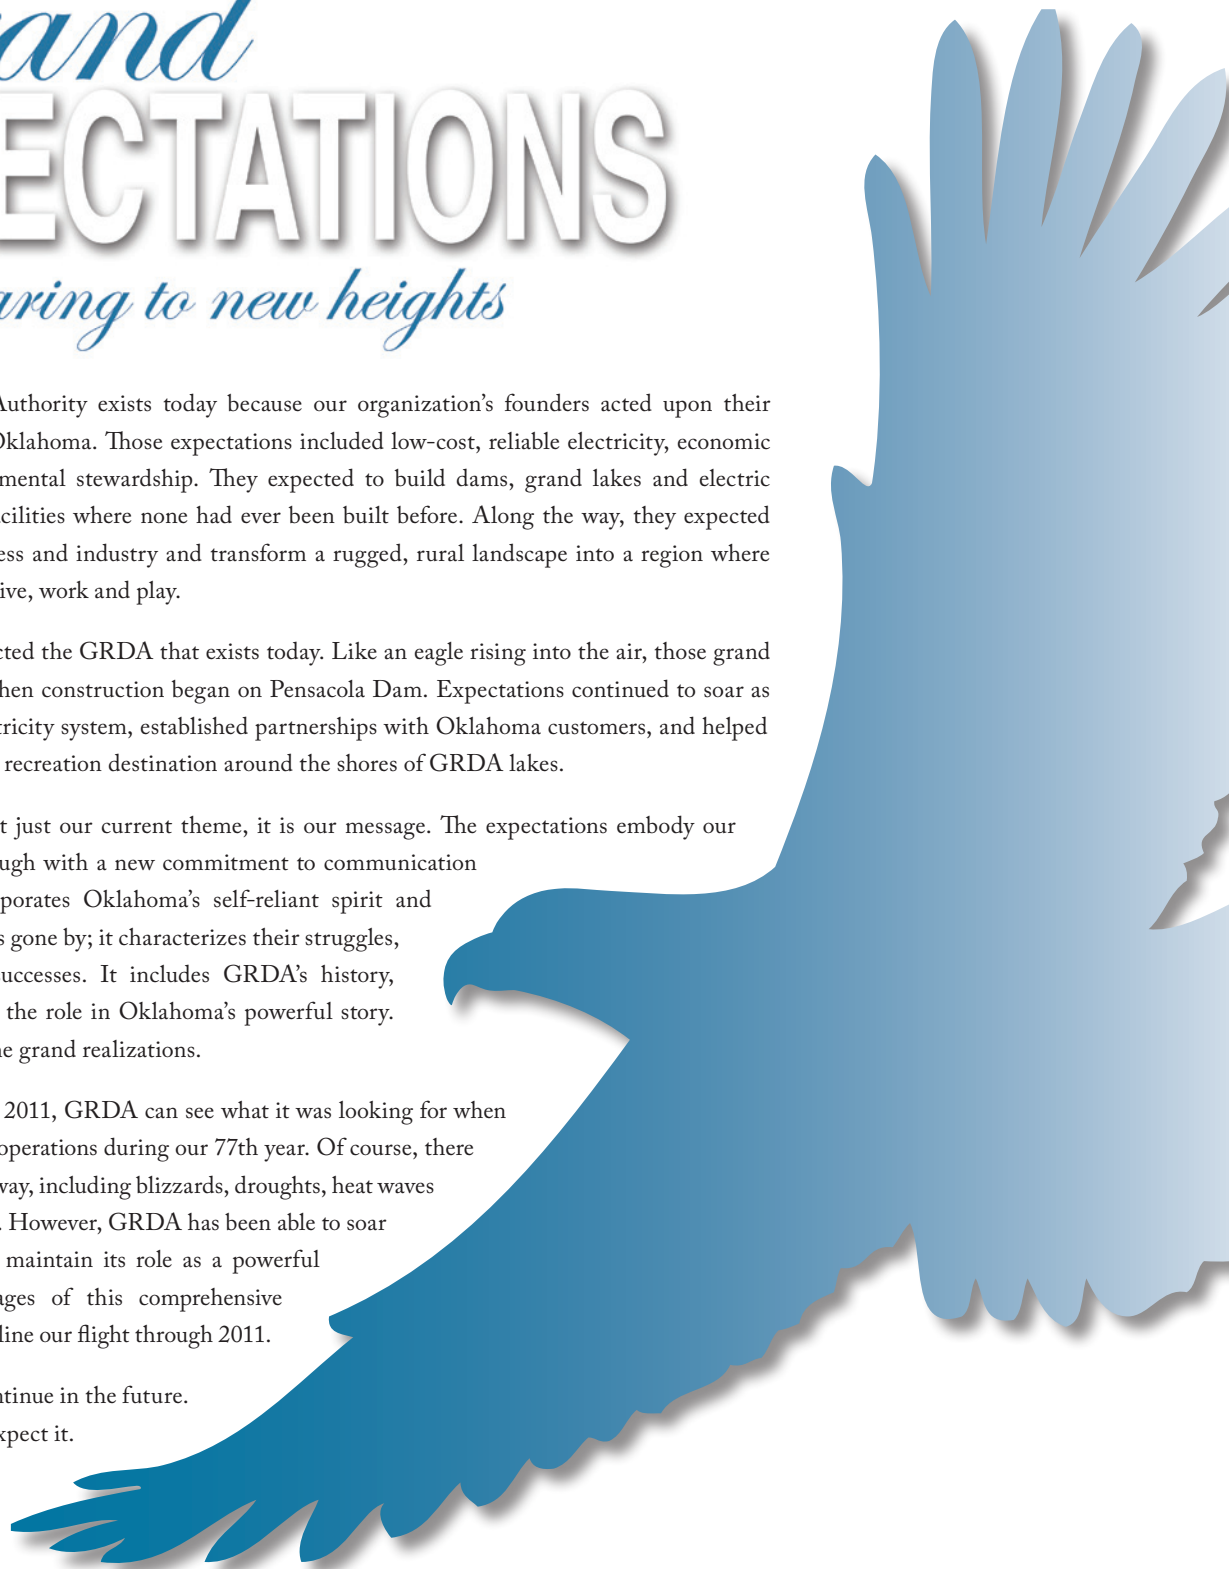 and
ECTATIONS
aring to new heights
Authority exists today because our organization's founders acted upon their
Oklahoma. Those expectations included low-cost, reliable electricity, economic
mental stewardship. They expected to build dams, grand lakes and electric
cilities where none had ever been built before. Along the way, they expected
ess and industry and transform a rugged, rural landscape into a region where
ive, work and play.
cted the GRDA that exists today. Like an eagle rising into the air, those grand
hen construction began on Pensacola Dam. Expectations continued to soar as
tricity system, established partnerships with Oklahoma customers, and helped
recreation destination around the shores of GRDA lakes.
t just our current theme, it is our message. The expectations embody our
ugh with a new commitment to communication
porates Oklahoma's self-reliant spirit and
s gone by; it characterizes their struggles,
uccesses. It includes GRDA's history,
the role in Oklahoma's powerful story.
e grand realizations.
2011, GRDA can see what it was looking for when
operations during our 77th year. Of course, there
way, including blizzards, droughts, heat waves
. However, GRDA has been able to soar
maintain its role as a powerful
ages of this comprehensive
line our flight through 2011.
ntinue in the future.
xpect it.